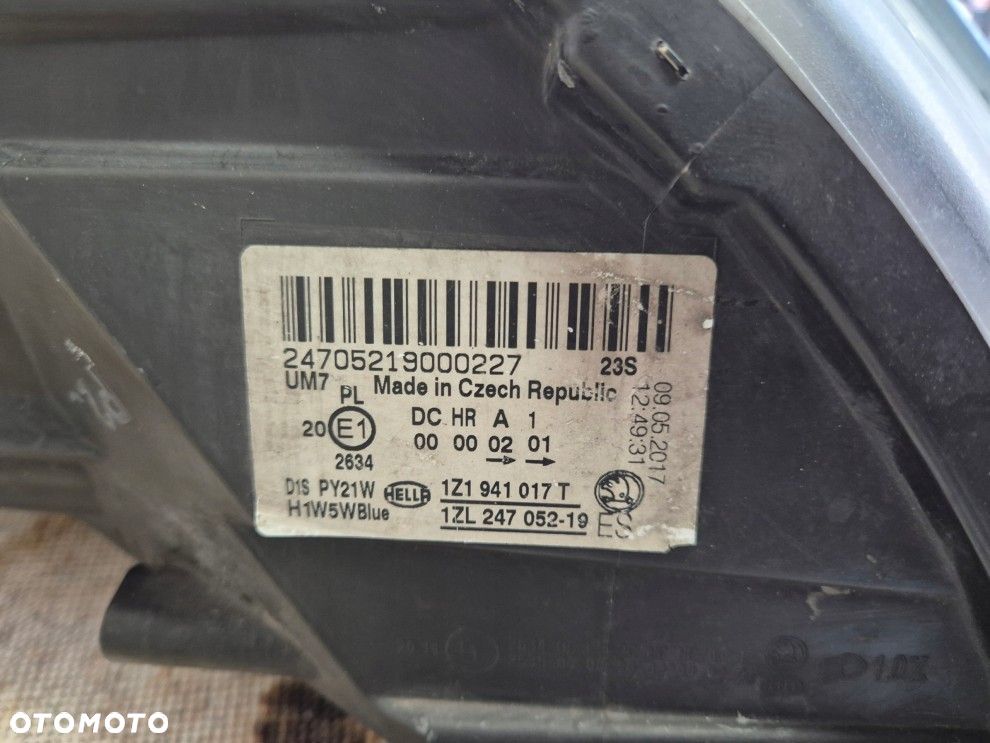 24705219000227
23S
UM7
Made in Czech Republic
PL
DC HR A 1
20 E1
00 00 02 01
2634
D1S PY21W
HELLA
1Z1 941 017 T
H1W5WBlue
1ZL 247 052-19
09.05.2017
12:49:31
OTOMOTO